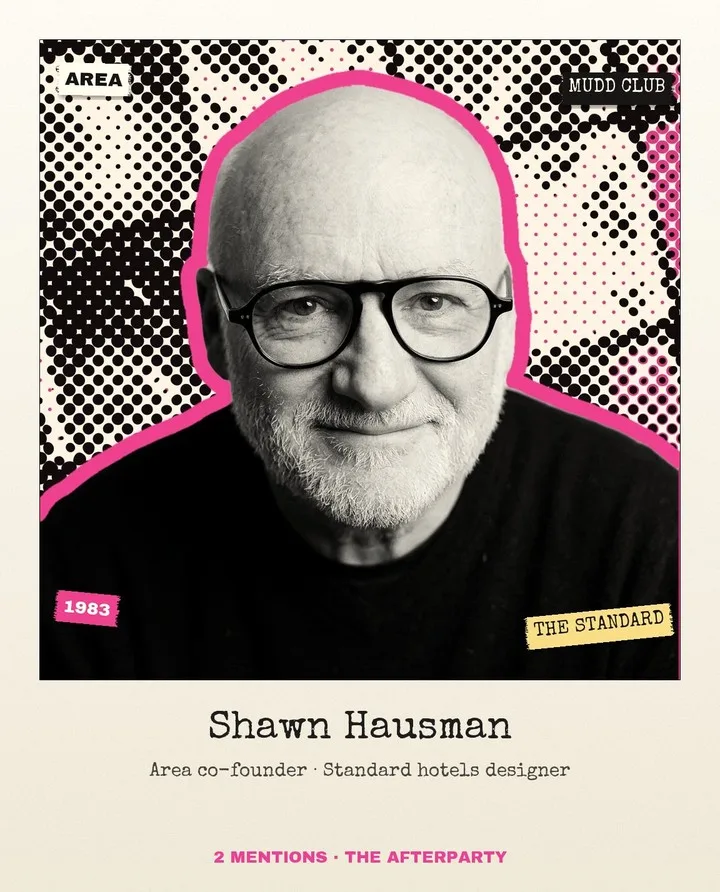 AREA
MUDD CLUB
1983
THE STANDARD
Shawn Hausman
Area co-founder · Standard hotels designer
2 MENTIONS · THE AFTERPARTY